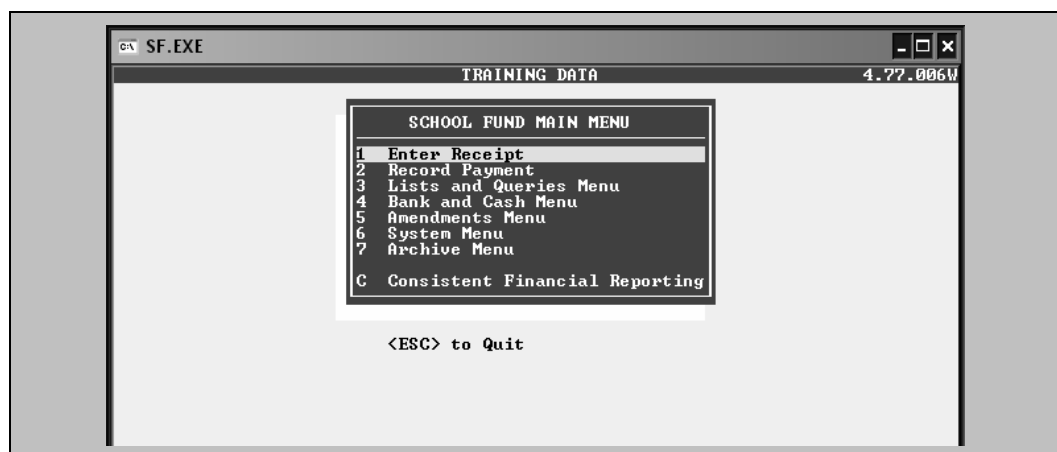 SF.EXE
TRAINING DATA 4.77.006W
SCHOOL FUND MAIN MENU
1 Enter Receipt
2 Record Payment
3 Lists and Queries Menu
4 Bank and Cash Menu
5 Amendments Menu
6 System Menu
7 Archive Menu
C Consistent Financial Reporting
<ESC> to Quit